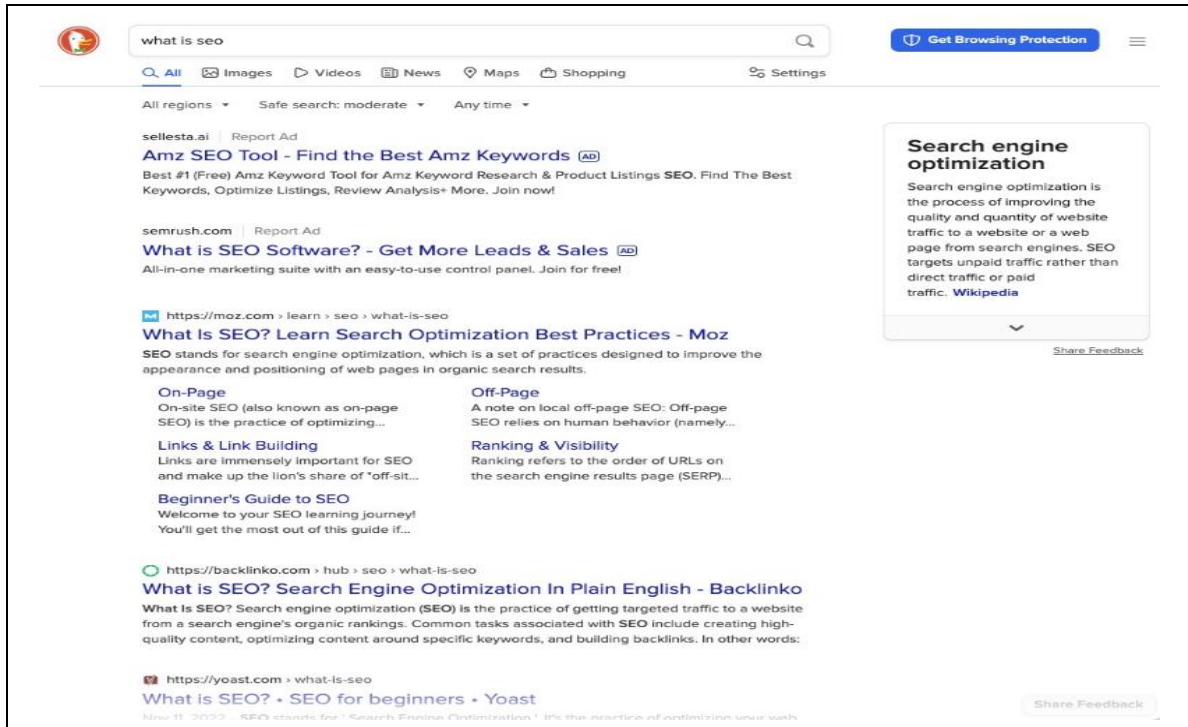 what is seo
Get Browsing Protection
All
Images
Videos
News
Maps
Shopping
Settings
All regions
Safe search: moderate
Any time
sellesta.ai Report Ad
Amz SEO Tool - Find the Best Amz Keywords AD
Best #1 (Free) Amz Keyword Tool for Amz Keyword Research & Product Listings SEO. Find The Best
Keywords, Optimize Listings, Review Analysis+ More. Join now!
semrush.com Report Ad
What is SEO Software? - Get More Leads & Sales AD
All-in-one marketing suite with an easy-to-use control panel. Join for free!
https://moz.com › learn › seo › what-is-seo
What Is SEO? Learn Search Optimization Best Practices - Moz
SEO stands for search engine optimization, which is a set of practices designed to improve the
appearance and positioning of web pages in organic search results.
On-Page
On-site SEO (also known as on-page
SEO) is the practice of optimizing...
Off-Page
A note on local off-page SEO: Off-page
SEO relies on human behavior (namely...
Links & Link Building
Links are immensely important for SEO
and make up the lion's share of "off-sit...
Ranking & Visibility
Ranking refers to the order of URLs on
the search engine results page (SERP)...
Beginner's Guide to SEO
Welcome to your SEO learning journey!
You'll get the most out of this guide if...
https://backlinko.com › hub › seo › what-is-seo
What is SEO? Search Engine Optimization In Plain English - Backlinko
What Is SEO? Search engine optimization (SEO) is the practice of getting targeted traffic to a website
from a search engine's organic rankings. Common tasks associated with SEO include creating high-
quality content, optimizing content around specific keywords, and building backlinks. In other words:
https://yoast.com › what-is-seo
What is SEO? • SEO for beginners • Yoast
Nov 11, 2022 - SEO stands for 'Search Engine Optimization'. It's the practice of optimizing your web
Search engine
optimization
Search engine optimization is
the process of improving the
quality and quantity of website
traffic to a website or a web
page from search engines. SEO
targets unpaid traffic rather than
direct traffic or paid
traffic. Wikipedia
Share Feedback
Share Feedback